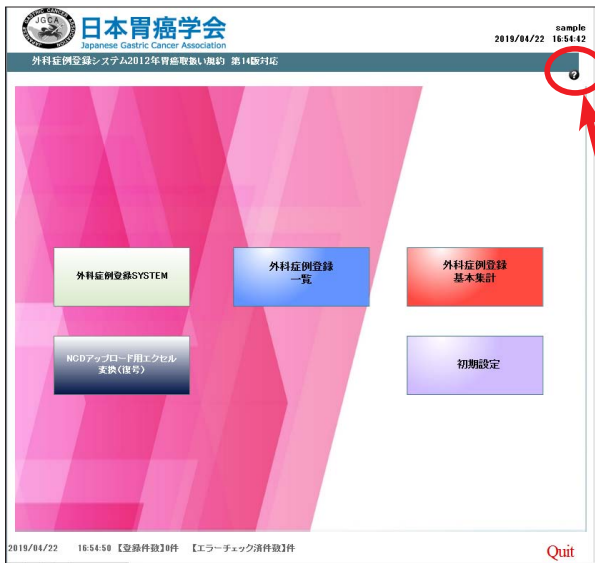 JGCA
日本胃癌学会
Japanese Gastric Cancer Association
sample
2019/04/22 16:54:42
外科症例登録システム2012年胃癌取扱い規約 第14版対応
?
外科症例登録SYSTEM
外科症例登録
一覧
外科症例登録
基本集計
NCDアップロード用エクセル
変換(復号)
初期設定
2019/04/22 16:54:50 【登録件数】0件 【エラーチェック済件数】件
Quit